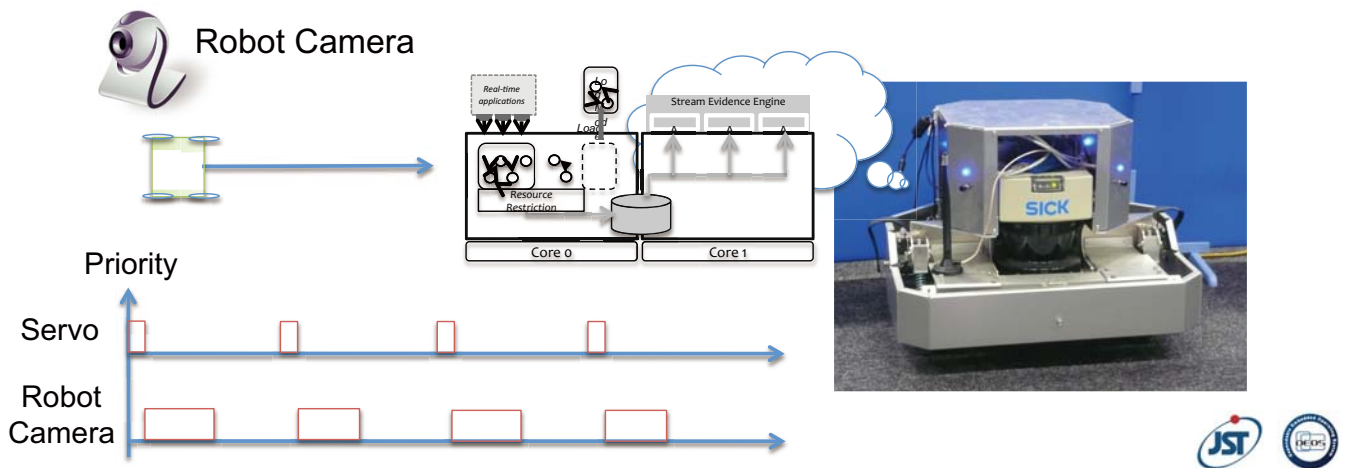 Robot Camera
Real-time
applications
Load
Stream Evidence Engine
Resource
Restriction
Core 0
Core 1
SICK
Priority
Servo
Robot
Camera
JST
DEOS